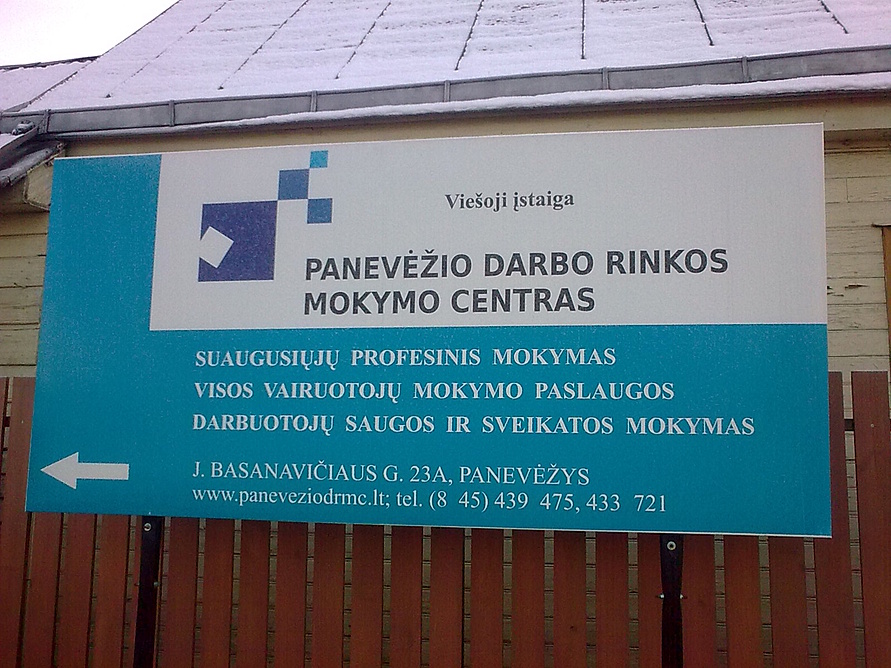 Viešoji įstaiga
PANEVĖŽIO DARBO RINKOS
MOKYMO CENTRAS
SUAUGUSIŲJŲ PROFESINIS MOKYMAS
VISOS VAIRUOTOJŲ MOKYMO PASLAUGOS
DARBUOTOJŲ SAUGOS IR SVEIKATOS MOKYMAS
J. BASANAVIČIAUS G. 23A, PANEVĖŽYS
www.paneveziodrmc.lt; tel. (8 45) 439 475, 433 721